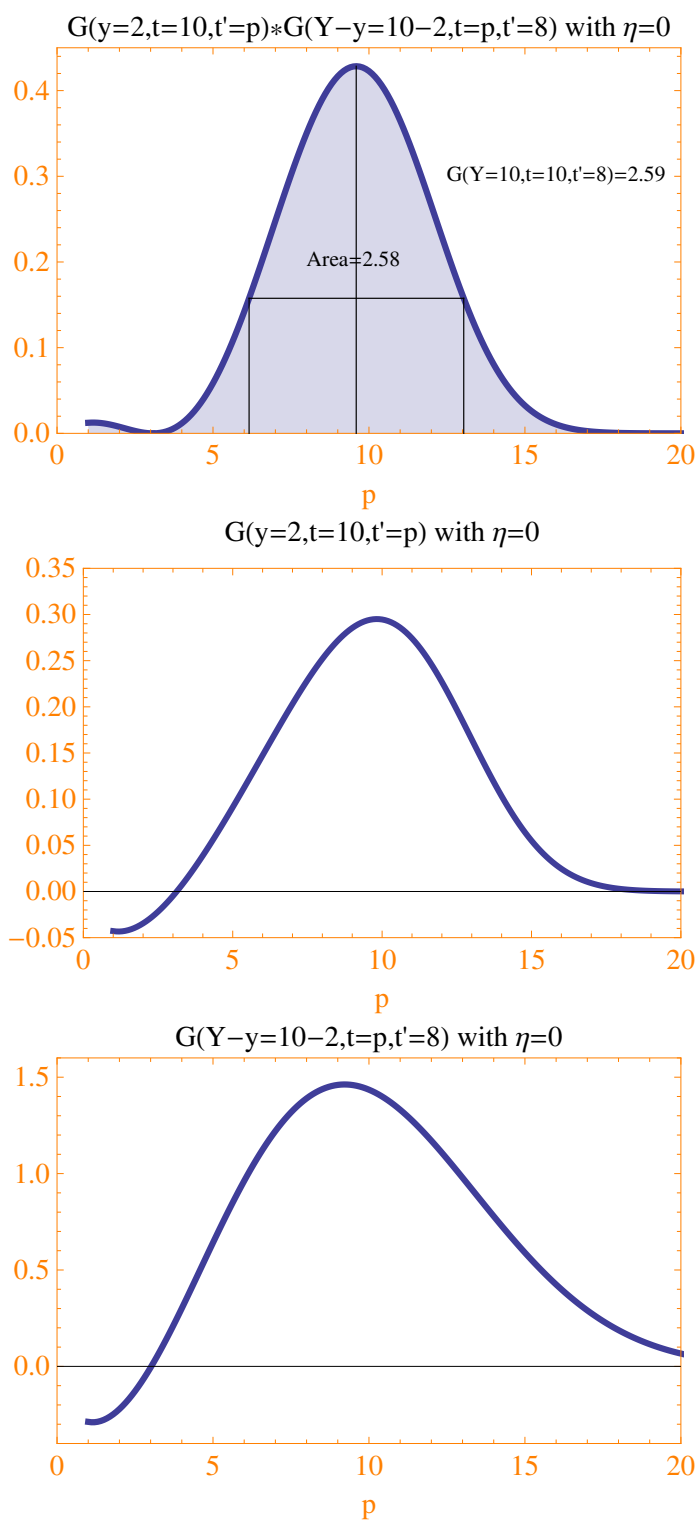 G(y=2,t=10,t'=p)*G(Y−y=10−2,t=p,t'=8) with η=0
0.4
G(Y=10,t=10,t'=8)=2.59
0.3
Area=2.58
0.2
0.1
0.0
0 5 10 15 20
p
G(y=2,t=10,t'=p) with η=0
0.35
0.30
0.25
0.20
0.15
0.10
0.05
0.00
−0.05
0 5 10 15 20
p
G(Y−y=10−2,t=p,t'=8) with η=0
1.5
1.0
0.5
0.0
0 5 10 15 20
p